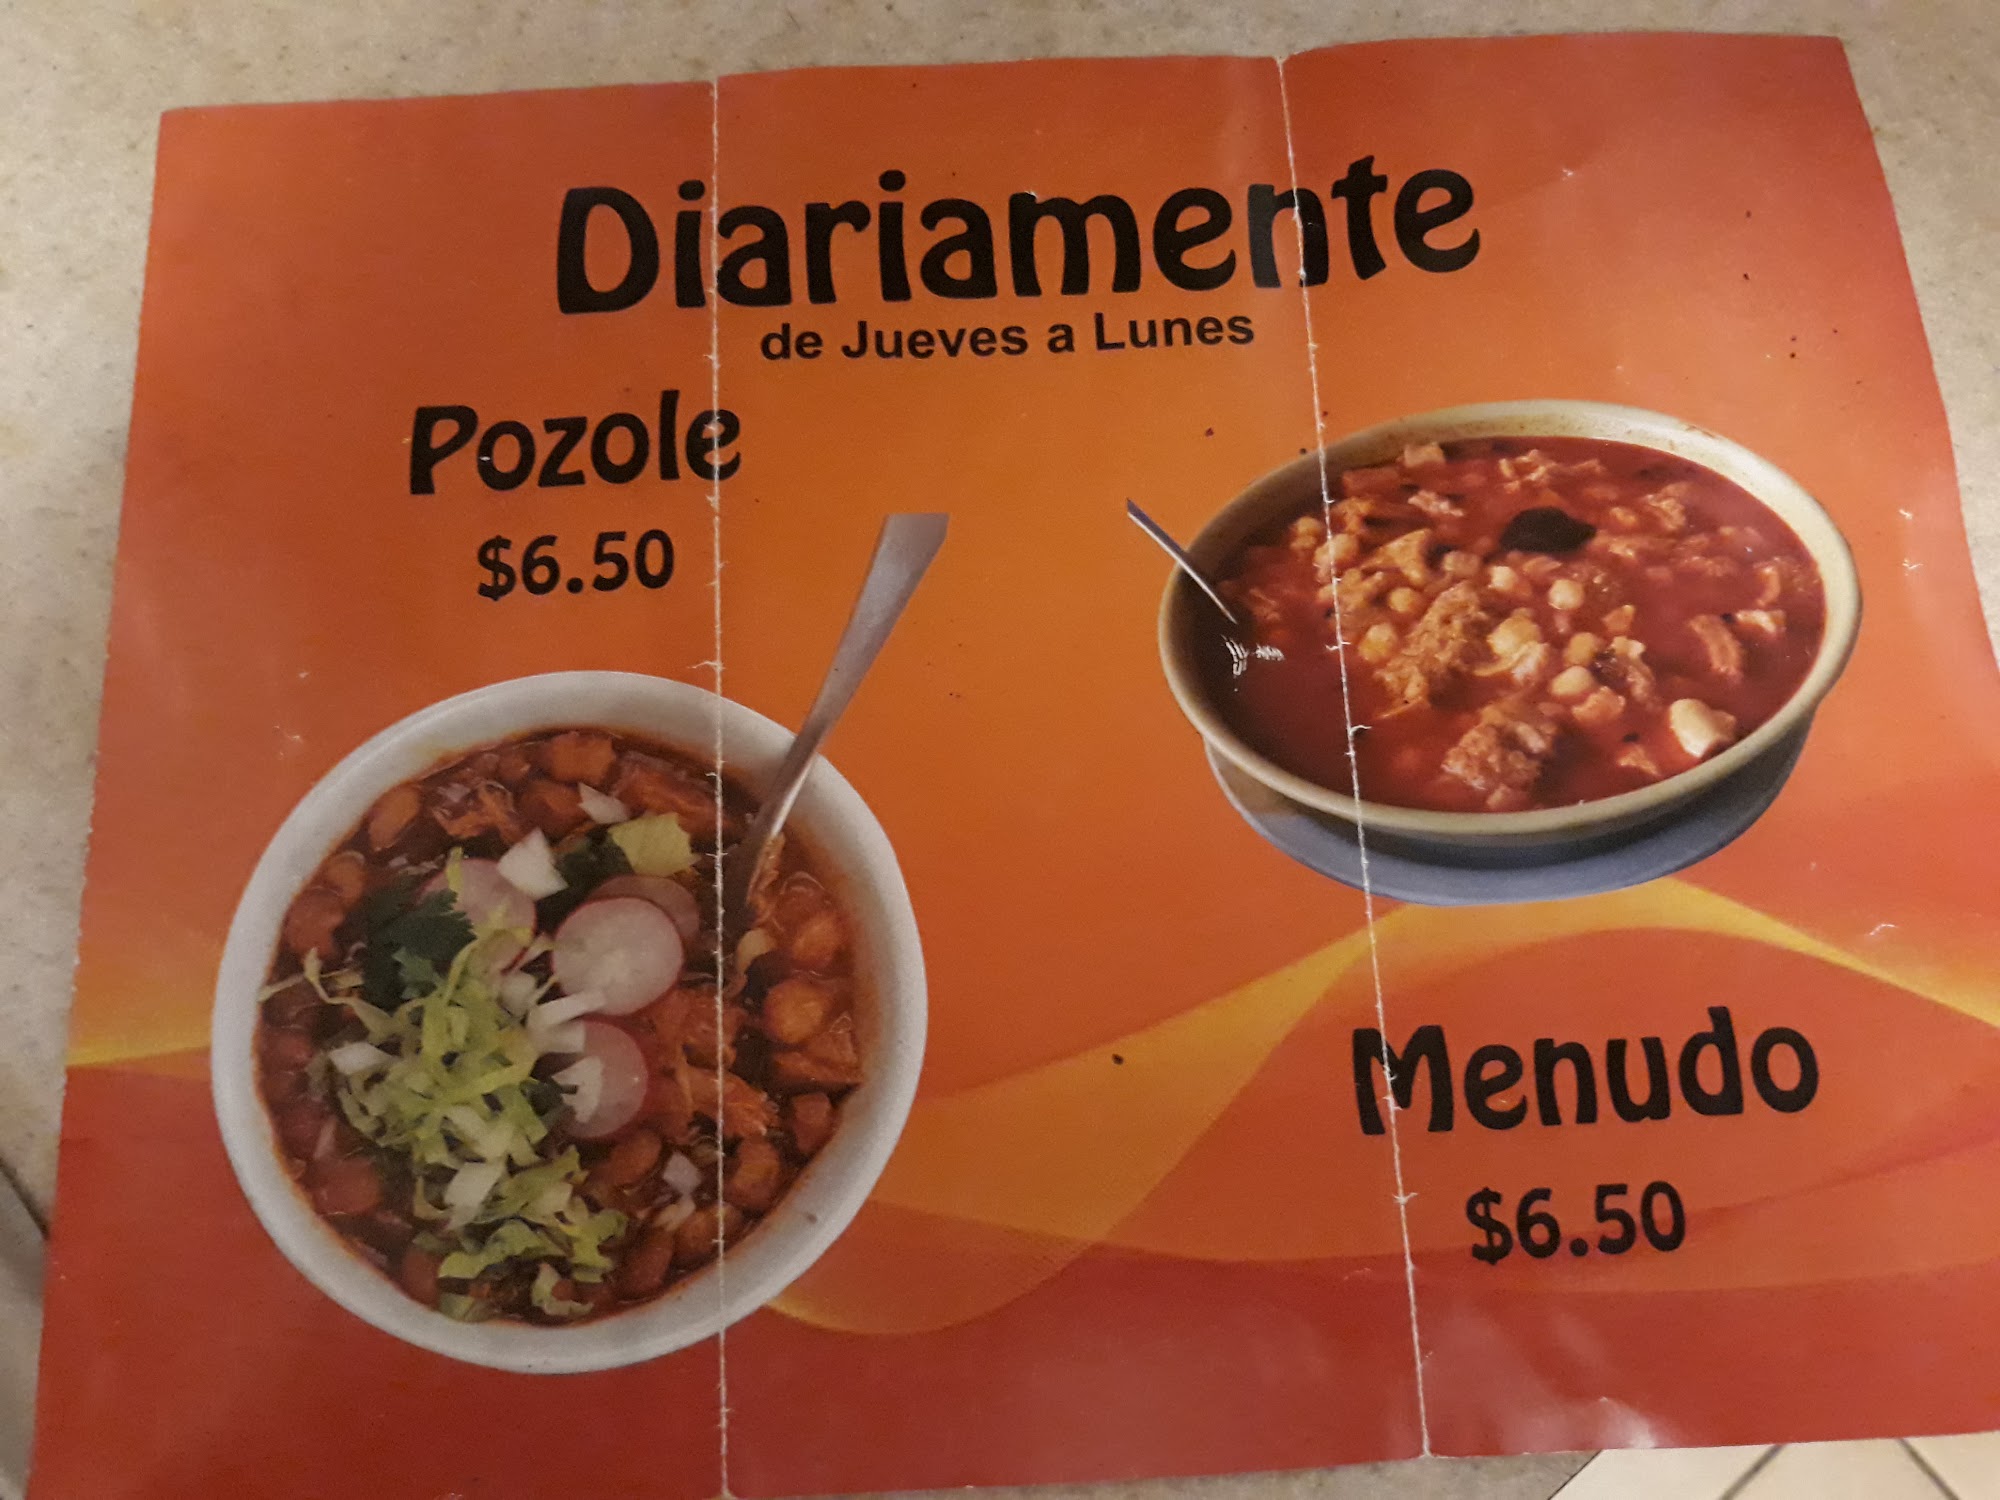 Diariamente
de Jueves a Lunes
Pozole
$6.50
Menudo
$6.50